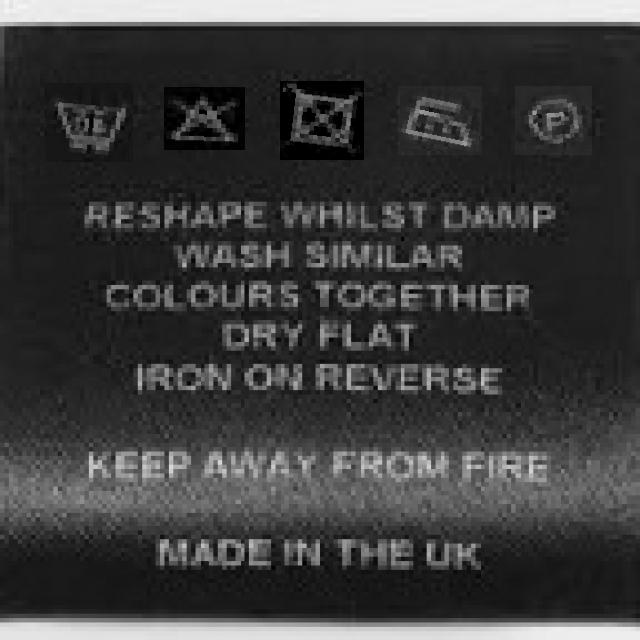 RESHAPE WHILST DAMP
WASH SIMILAR
COLOURS TOGETHER
DRY FLAT
IRON ON REVERSE
KEEP AWAY FROM FIRE
MADE IN THE UK